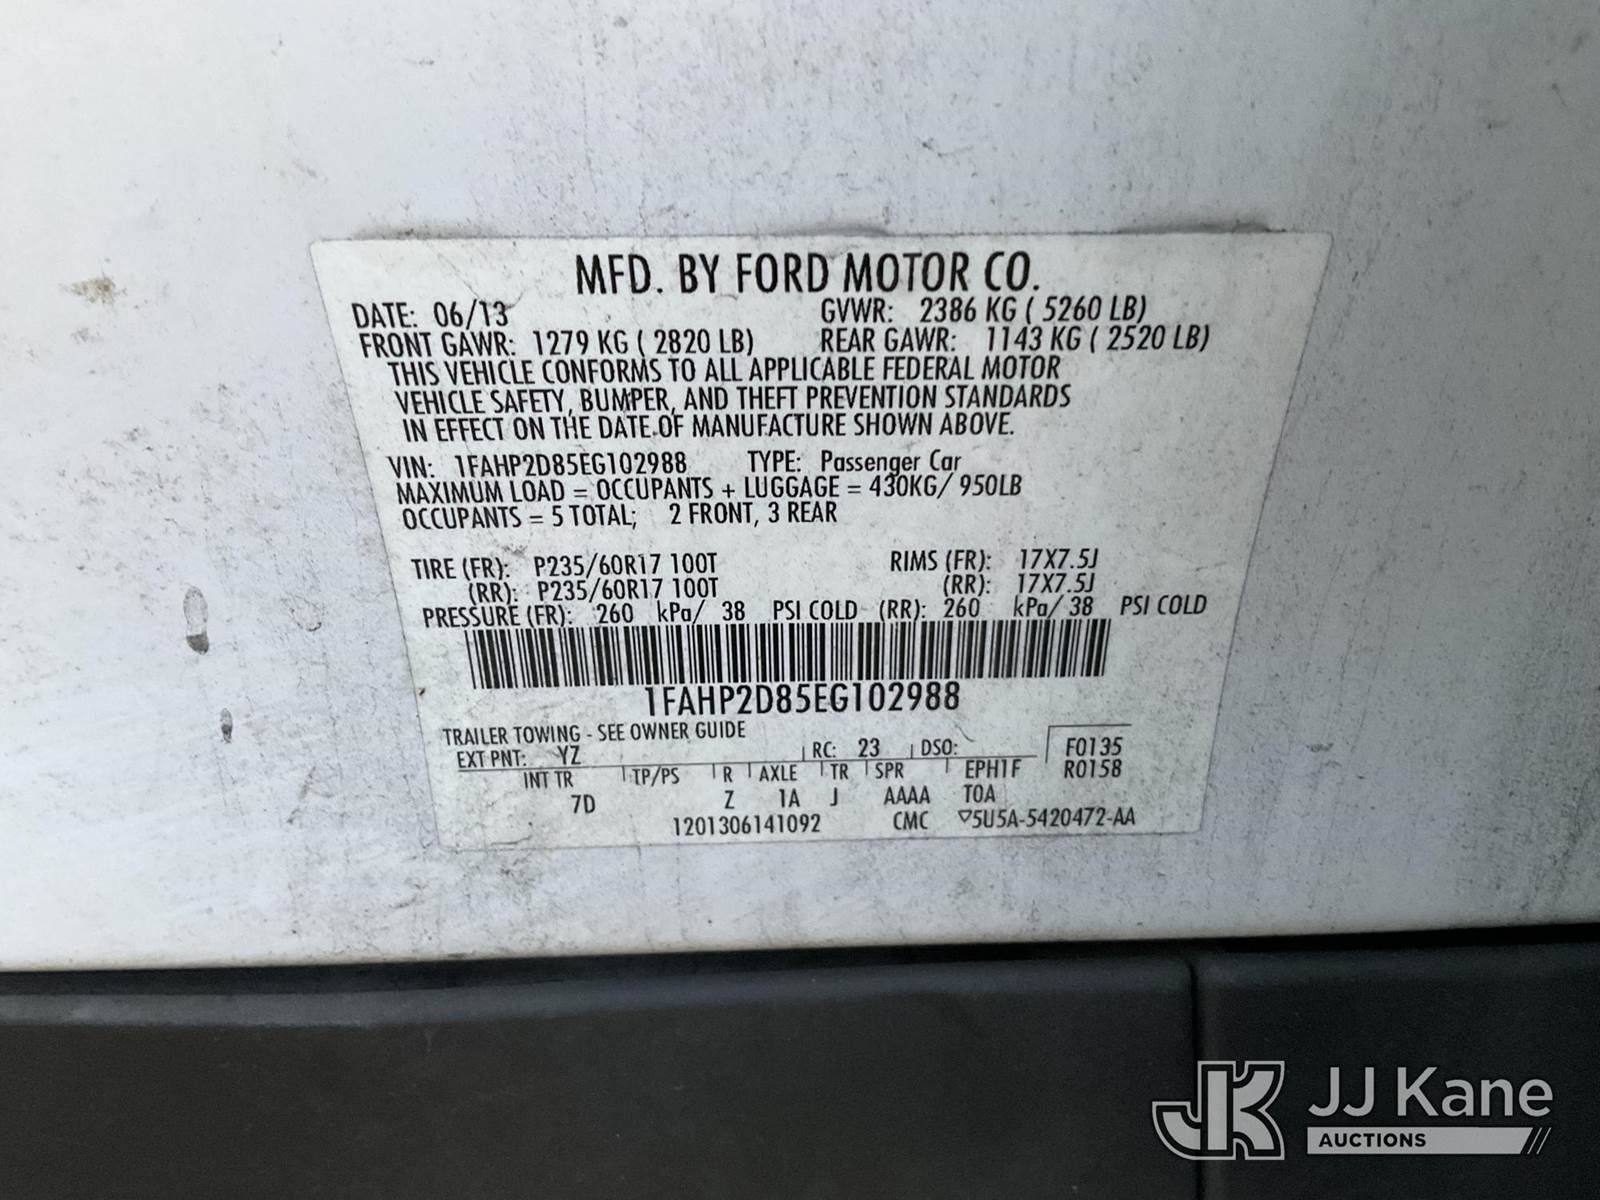 MFD. BY FORD MOTOR CO.
DATE: 06/13 GVWR: 2386 KG ( 5260 LB)
FRONT GAWR: 1279 KG ( 2820 LB) REAR GAWR: 1143 KG ( 2520 LB)
THIS VEHICLE CONFORMS TO ALL APPLICABLE FEDERAL MOTOR
VEHICLE SAFETY, BUMPER, AND THEFT PREVENTION STANDARDS
IN EFFECT ON THE DATE OF MANUFACTURE SHOWN ABOVE.
VIN: 1FAHP2D85EG102988 TYPE: Passenger Car
MAXIMUM LOAD = OCCUPANTS + LUGGAGE = 430KG/ 950LB
OCCUPANTS = 5 TOTAL; 2 FRONT, 3 REAR
TIRE (FR): P235/60R17 100T RIMS (FR): 17X7.5J
(RR): P235/60R17 100T (RR): 17X7.5J
PRESSURE (FR): 260 kPa/ 38 PSI COLD (RR): 260 kPa/ 38 PSI COLD
1FAHP2D85EG102988
TRAILER TOWING - SEE OWNER GUIDE
EXT PNT: YZ RC: 23 DSO: F0135
INT TR TP/PS R AXLE TR SPR EPH1F R0158
7D Z 1A J AAAA T0A
1201306141092 CMC ▽5U5A-5420472-AA
JK JJ Kane
AUCTIONS